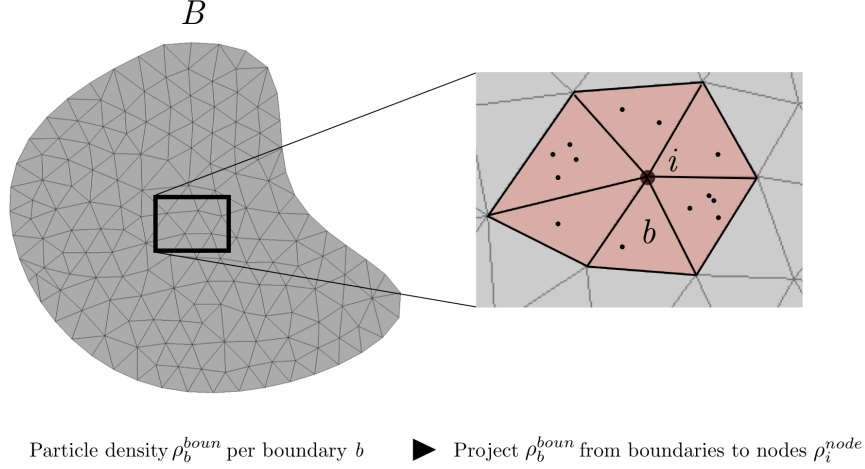 B
i
b
Particle density ρ_b^{boun} per boundary b ▶ Project ρ_b^{boun} from boundaries to nodes ρ_i^{node}